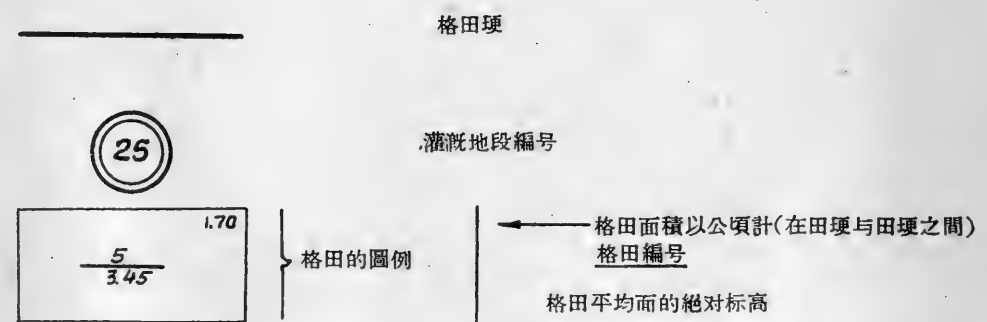 格田埂
25
灌溉地段編号
1.70
5
3.45
格田的圖例
格田面積以公頃計(在田埂与田埂之間)
格田編号
格田平均面的絕对标高